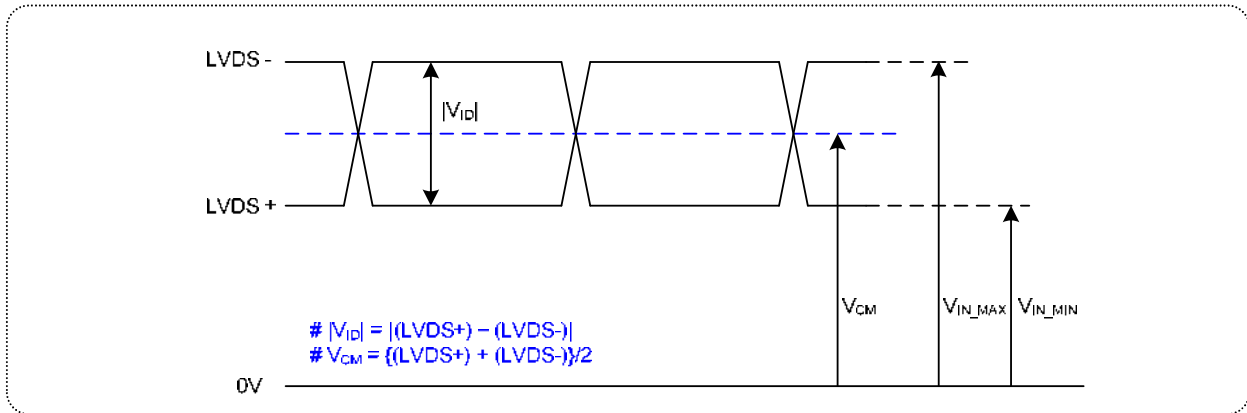 LVDS -
|VID|
LVDS +
VCM
VIN_MAX
VIN_MIN
# |VID| = |(LVDS+) – (LVDS-)|
# VCM = {(LVDS+) + (LVDS-)}/2
0V